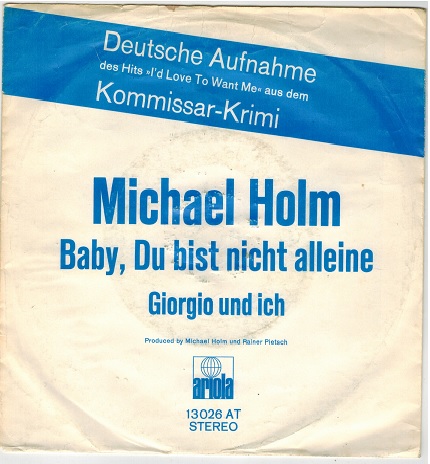 Deutsche Aufnahme
des Hits »I'd Love To Want Me« aus dem
Kommissar-Krimi
Michael Holm
Baby, Du bist nicht alleine
Giorgio und ich
Produced by Michael Holm und Rainer Pietsch
ariola
13026 AT
STEREO